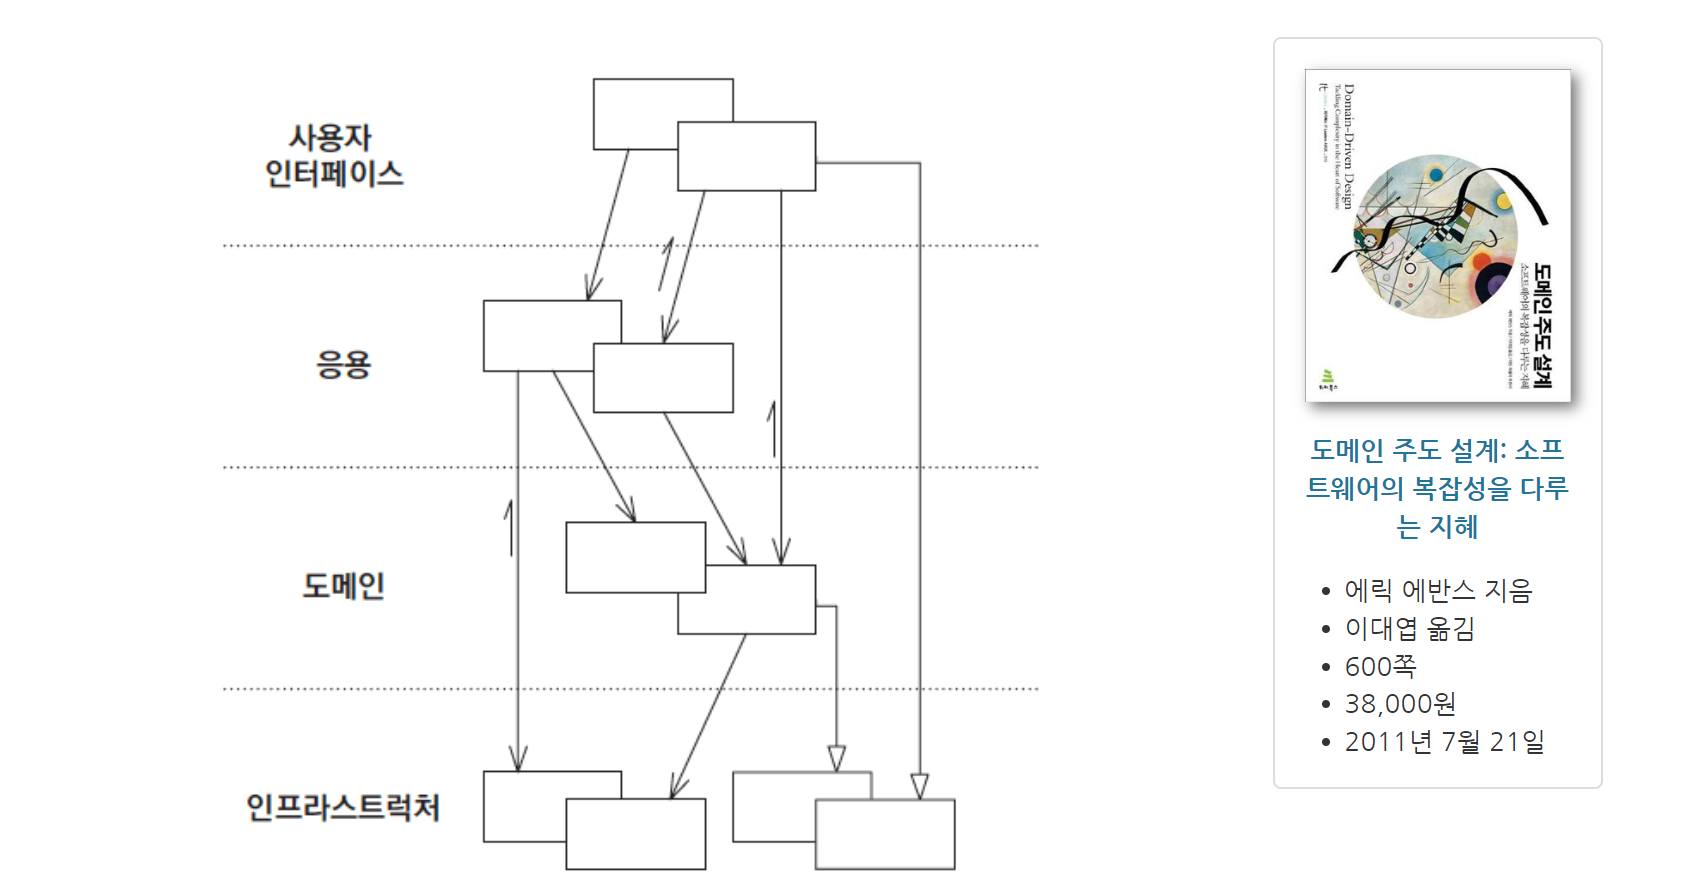 사용자
인터페이스
응용
도메인
인프라스트럭처
Domain-Driven Design
Tackling Complexity in the Heart of Software
도메인 주도 설계
소프트웨어의 복잡성을 다루는 지혜
도메인 주도 설계: 소프
트웨어의 복잡성을 다루
는 지혜
에릭 에반스 지음
이대엽 옮김
600쪽
38,000원
2011년 7월 21일